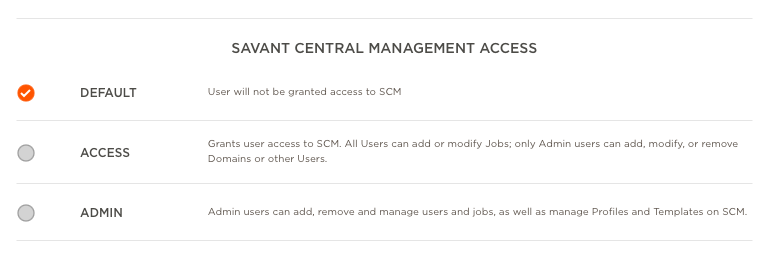 SAVANT CENTRAL MANAGEMENT ACCESS
DEFAULT
User will not be granted access to SCM
ACCESS
Grants user access to SCM. All Users can add or modify Jobs; only Admin users can add, modify, or remove
Domains or other Users.
ADMIN
Admin users can add, remove and manage users and jobs, as well as manage Profiles and Templates on SCM.